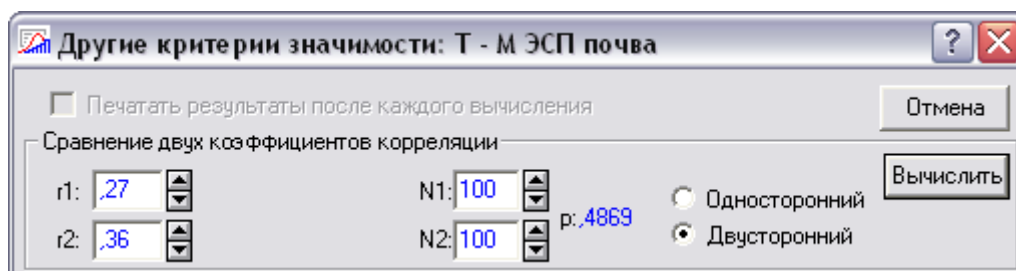 Другие критерии значимости: Т - М ЭСП почва
Печатать результаты после каждого вычисления
Отмена
Сравнение двух коэффициентов корреляции
r1: ,27 N1: 100 Односторонний Вычислить
r2: ,36 N2: 100 p:,4869 Двусторонний